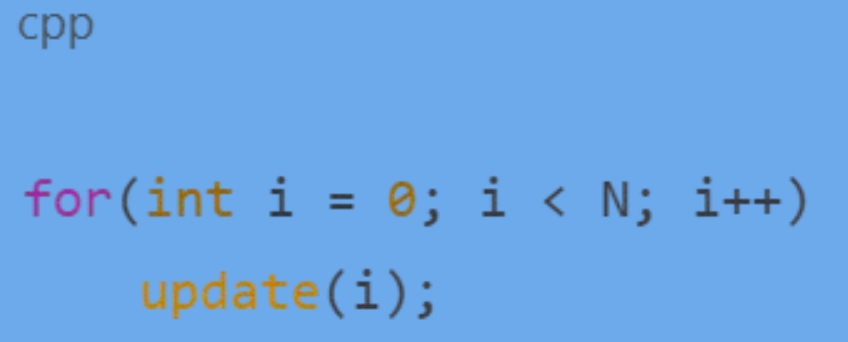 cpp
for(int i = 0; i < N; i++)
    update(i);